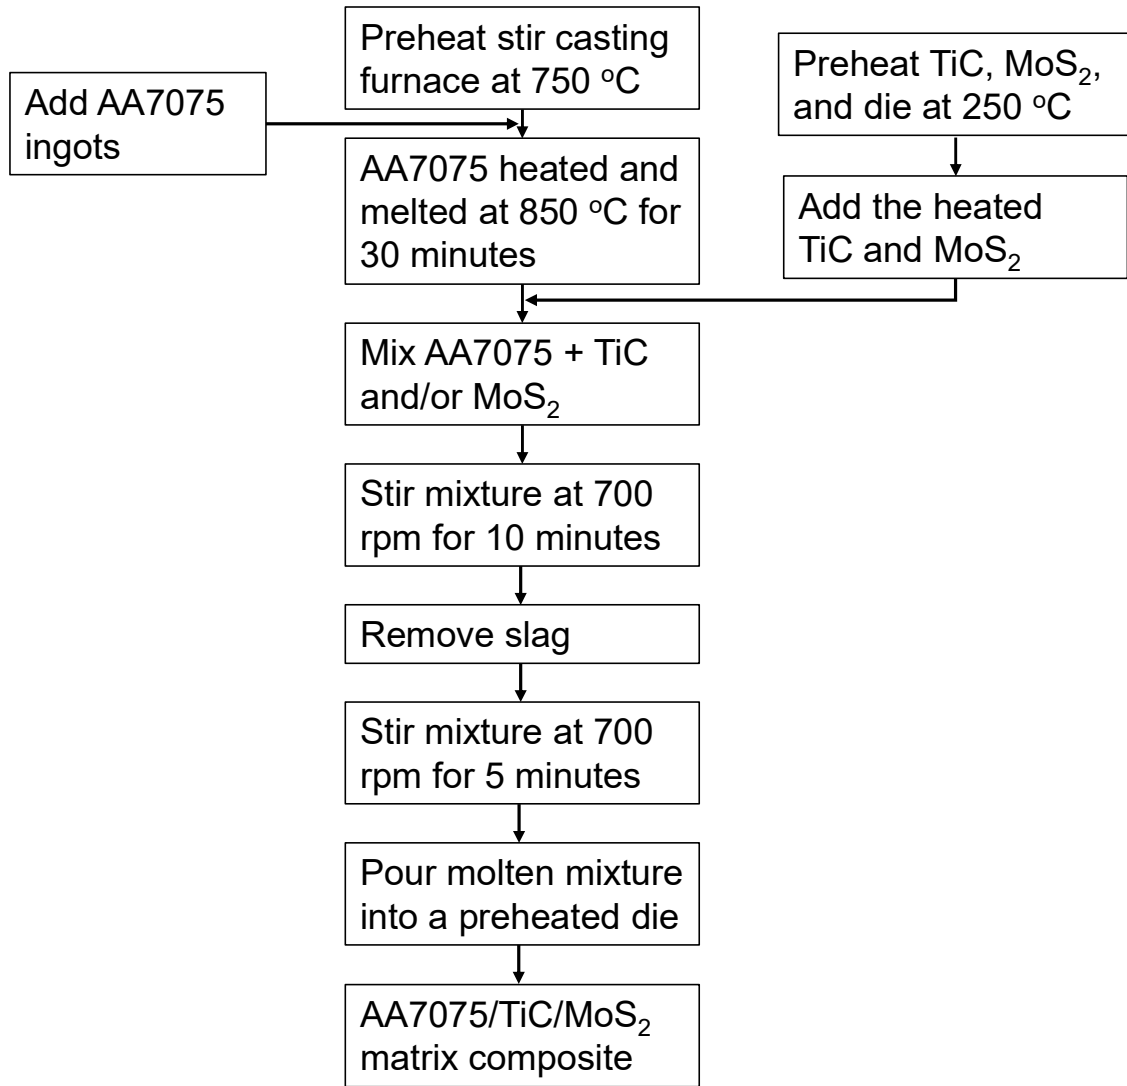 Preheat stir casting
furnace at 750 °C
Add AA7075
ingots
Preheat TiC, MoS₂,
and die at 250 °C
AA7075 heated and
melted at 850 °C for
30 minutes
Add the heated
TiC and MoS₂
Mix AA7075 + TiC
and/or MoS₂
Stir mixture at 700
rpm for 10 minutes
Remove slag
Stir mixture at 700
rpm for 5 minutes
Pour molten mixture
into a preheated die
AA7075/TiC/MoS₂
matrix composite